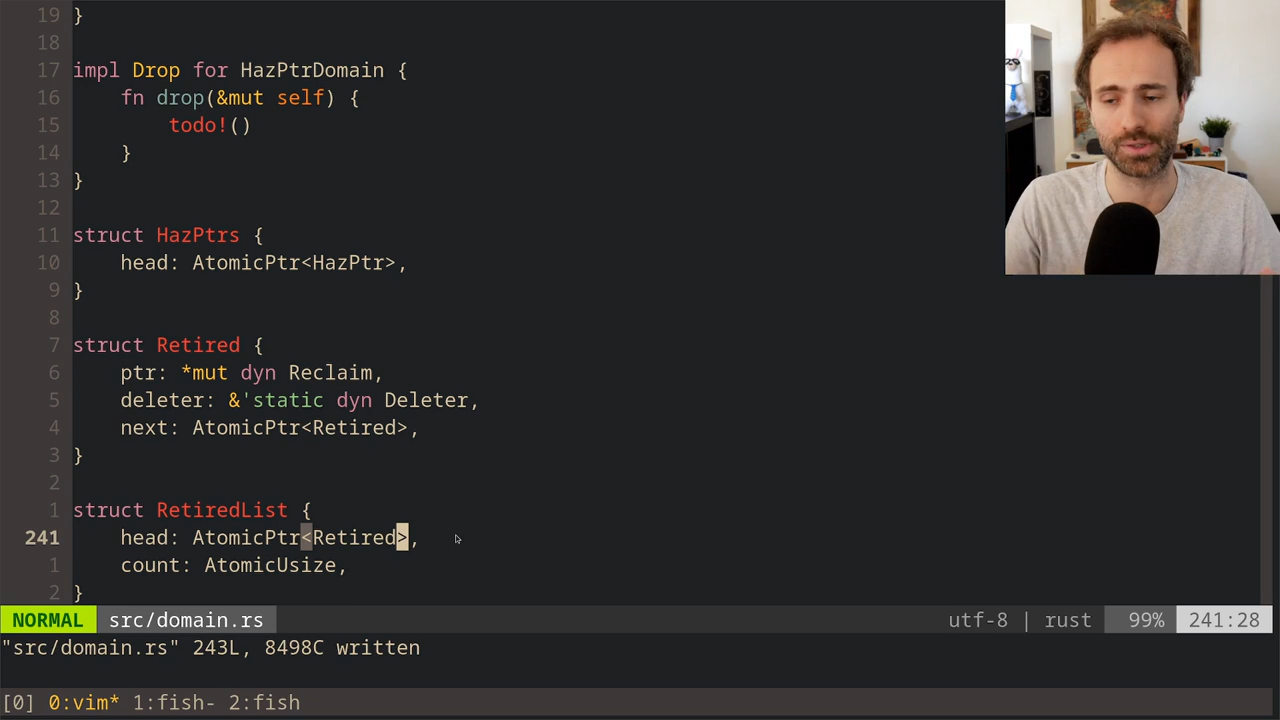 19 }
18
17 impl Drop for HazPtrDomain {
16     fn drop(&mut self) {
15         todo!()
14     }
13 }
12
11 struct HazPtrs {
10     head: AtomicPtr<HazPtr>,
9 }
8
7 struct Retired {
6     ptr: *mut dyn Reclaim,
5     deleter: &'static dyn Deleter,
4     next: AtomicPtr<Retired>,
3 }
2
1 struct RetiredList {
241     head: AtomicPtr<Retired>,
1     count: AtomicUsize,
2 }
NORMAL src/domain.rs utf-8 | rust 99% 241:28
"src/domain.rs" 243L, 8498C written
[0] 0:vim* 1:fish- 2:fish